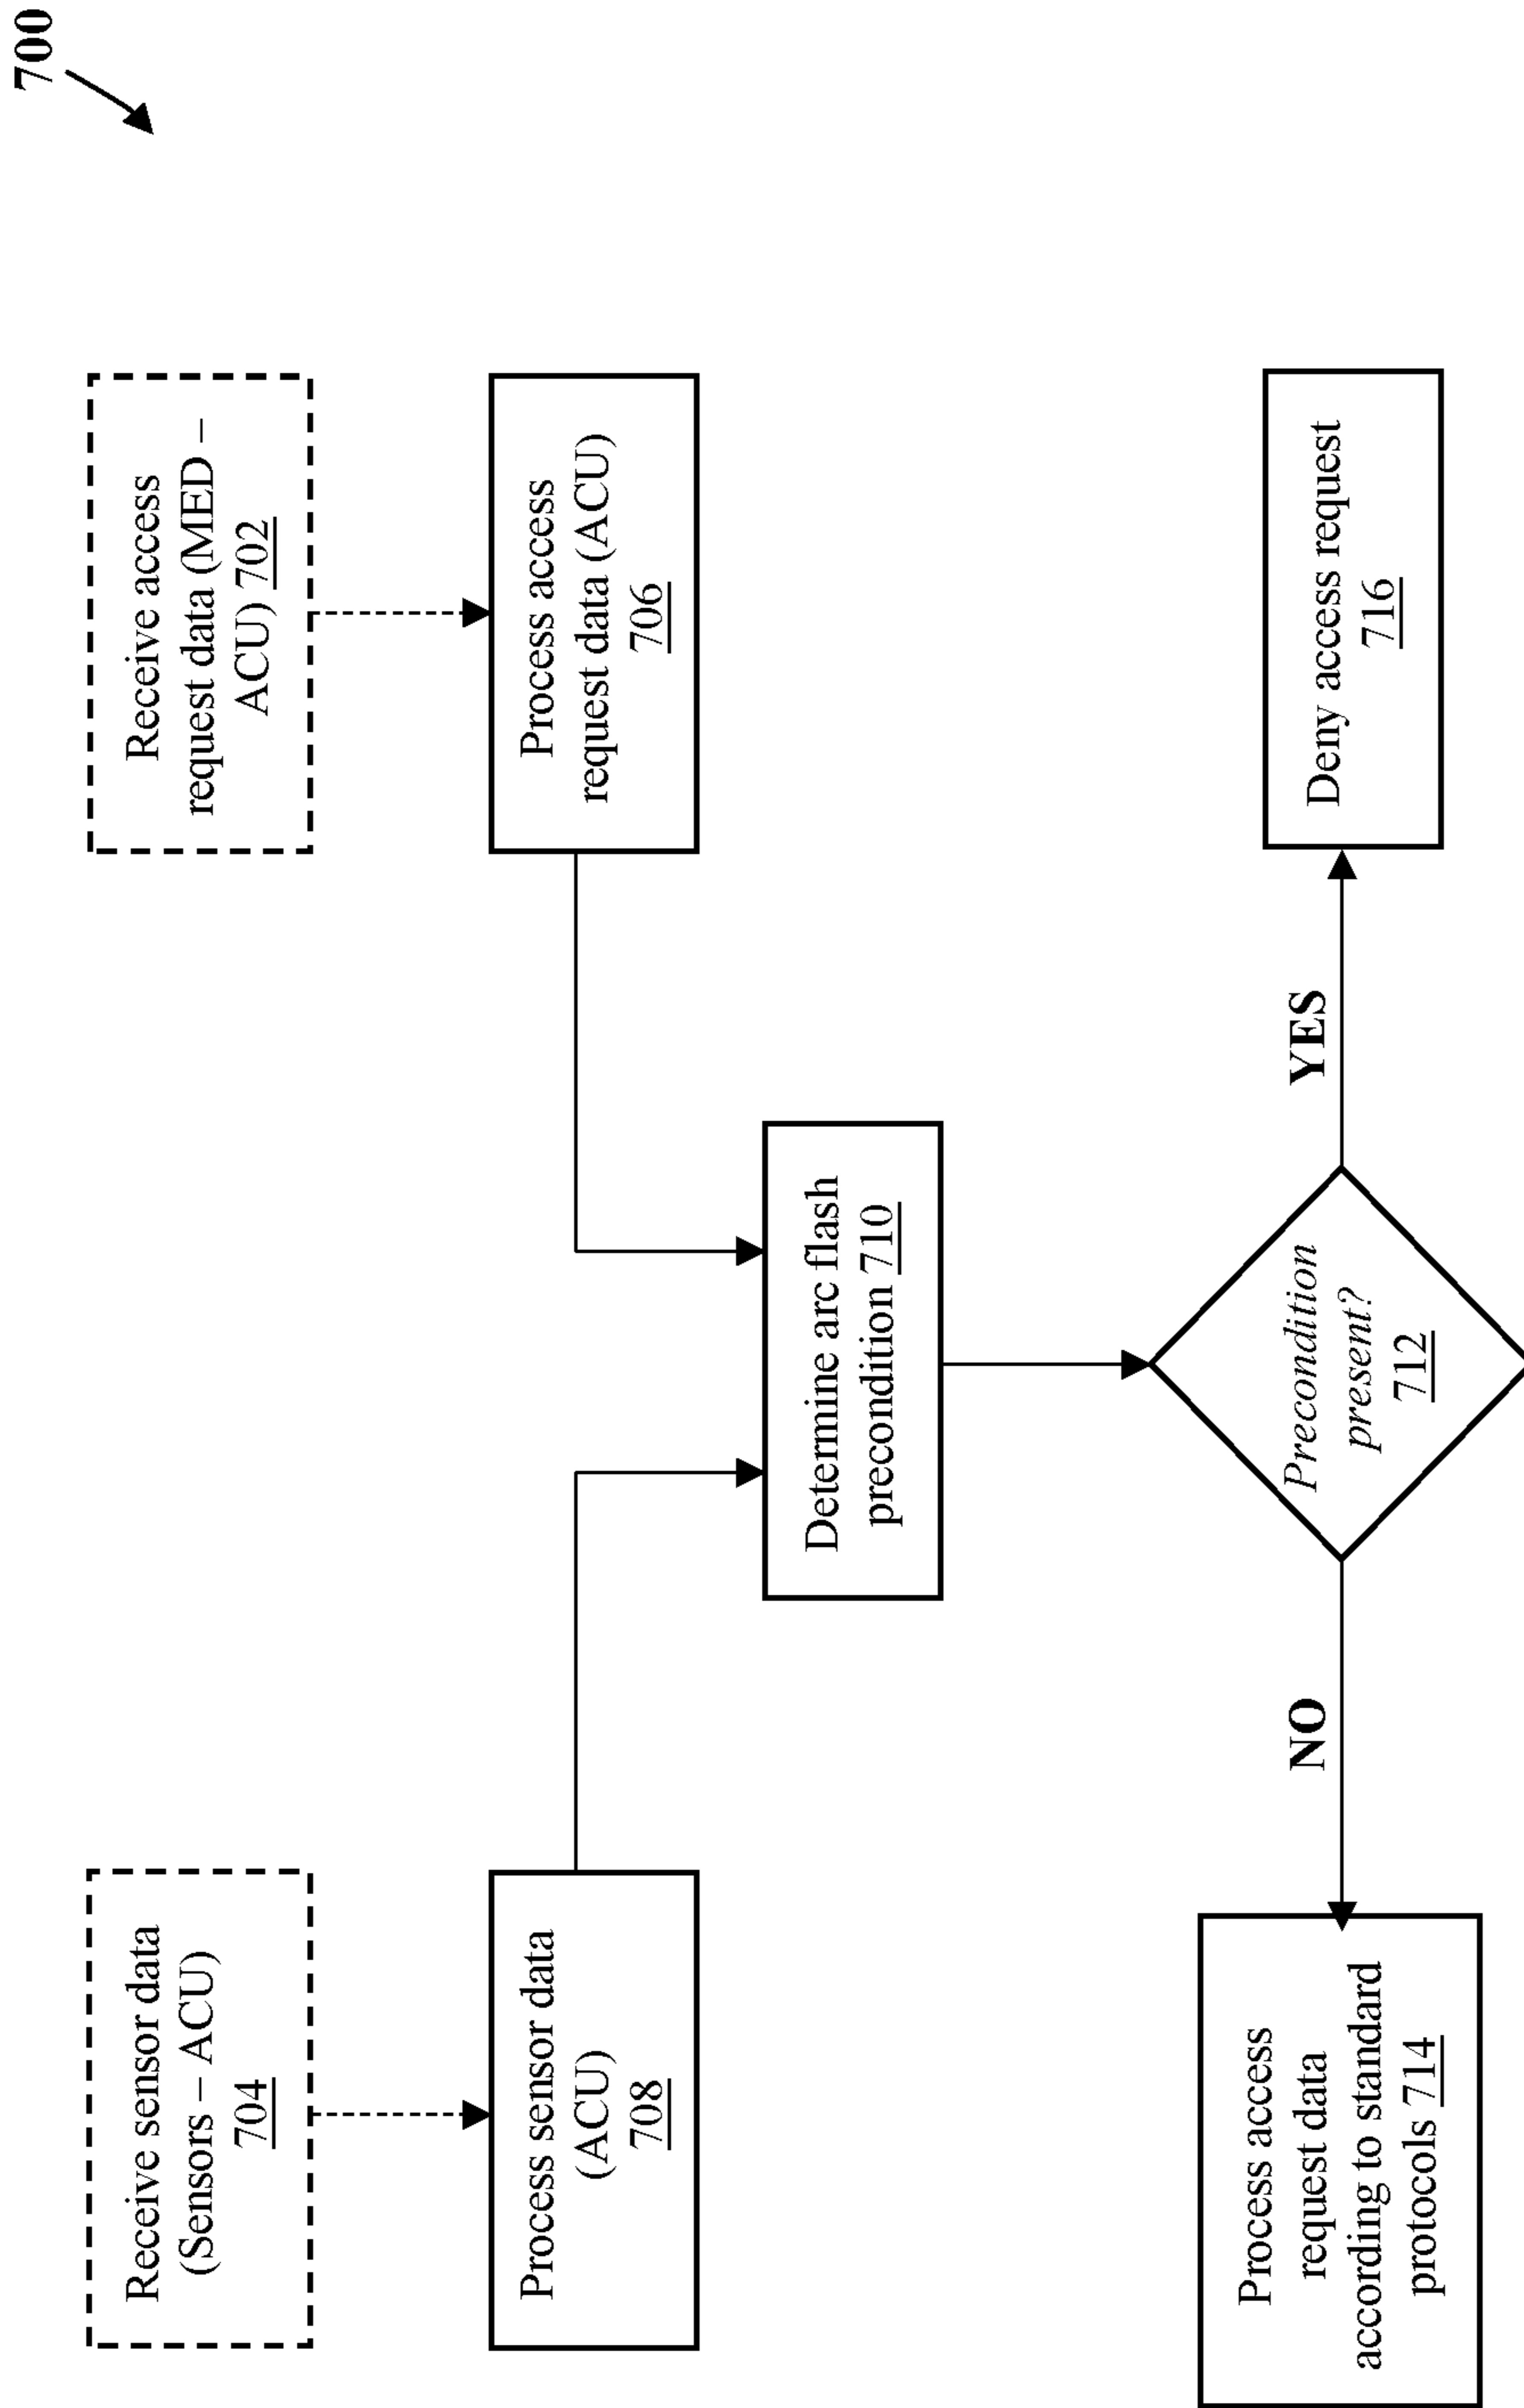 700
Receive sensor data
(Sensors – ACU)
704
Receive access
request data (MED –
ACU) 702
Process sensor data
(ACU)
708
Process access
request data (ACU)
706
Determine arc flash
precondition 710
Precondition
present?
712
NO
YES
Process access
request data
according to standard
protocols 714
Deny access request
716